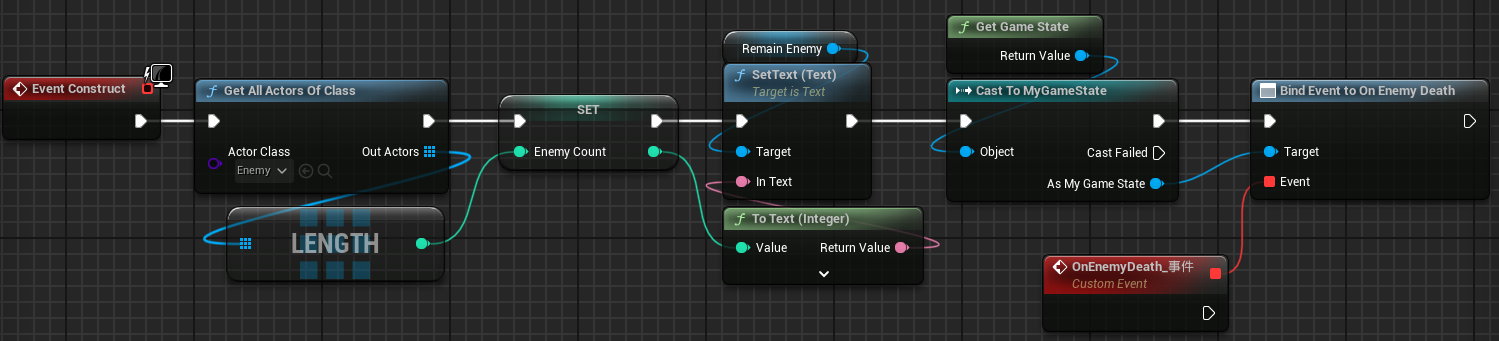 Event Construct
Get All Actors Of Class
Actor Class
Enemy
Out Actors
LENGTH
SET
Enemy Count
Remain Enemy
SetText (Text)
Target is Text
Target
In Text
To Text (Integer)
Value
Return Value
Get Game State
Return Value
Cast To MyGameState
Object
Cast Failed
As My Game State
Bind Event to On Enemy Death
Target
Event
OnEnemyDeath_事件
Custom Event